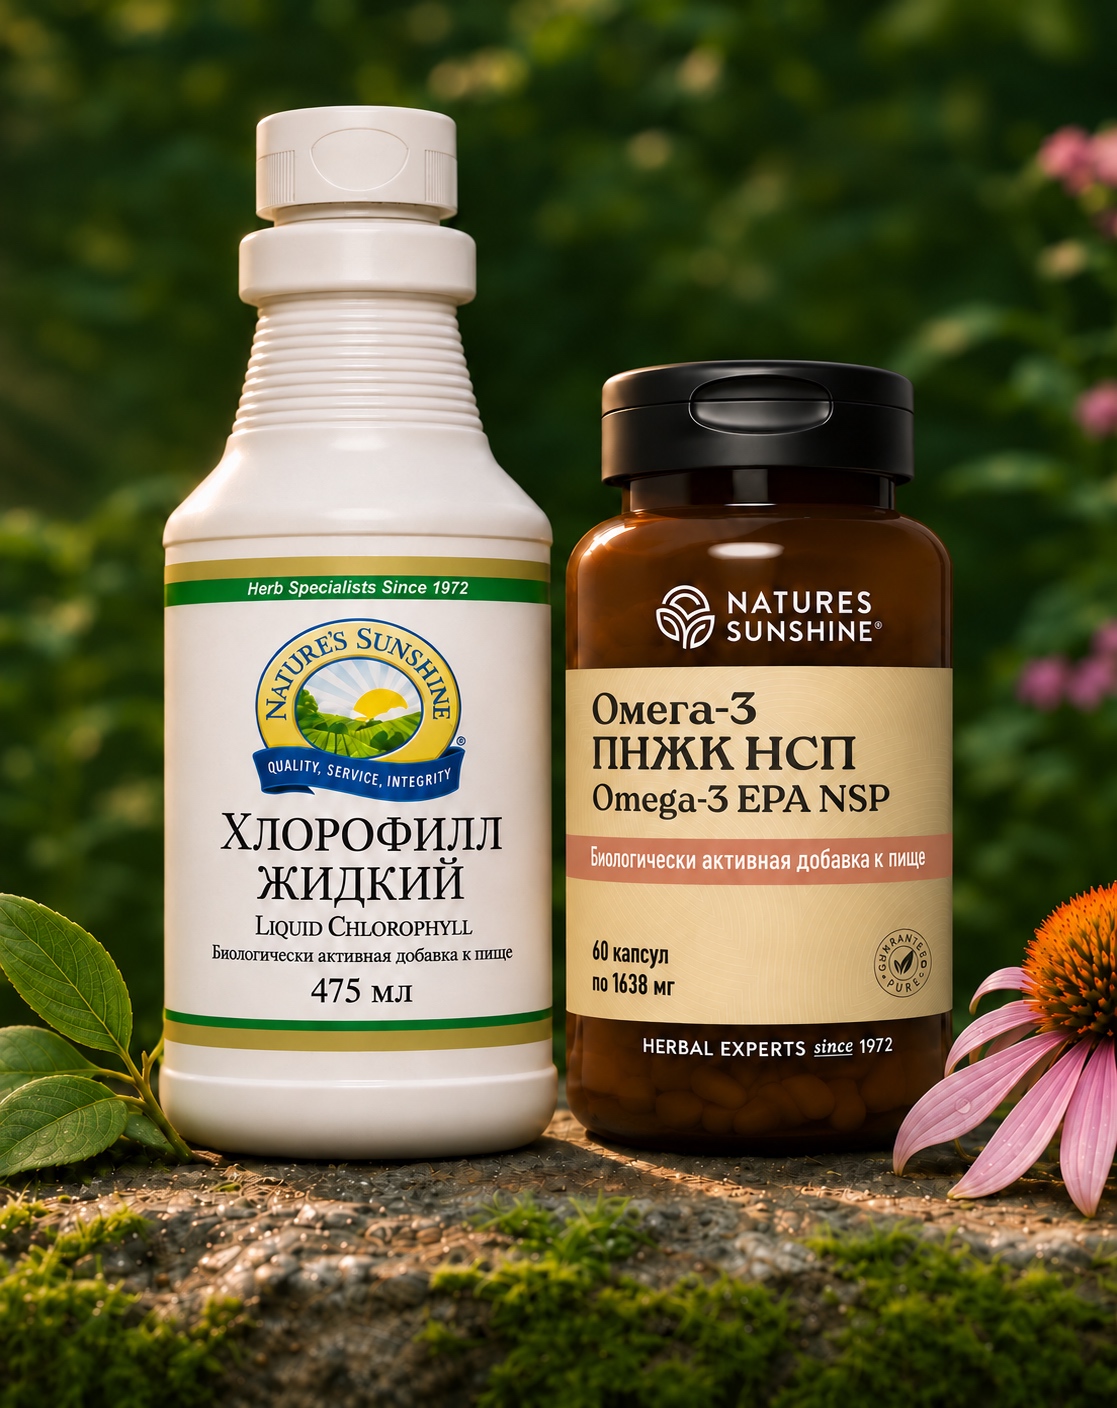 Herb Specialists Since 1972
NATURE'S SUNSHINE®
QUALITY, SERVICE, INTEGRITY
ХЛОРОФИЛЛ
ЖИДКИЙ
LIQUID CHLOROPHYLL
Биологически активная добавка к пище
475 мл
NATURES
SUNSHINE®
Омега-3
ПНЖК НСП
Omega-3 EPA NSP
Биологически активная добавка к пище
60 капсул
по 1638 мг
GUARANTEED
PURE
HERBAL EXPERTS since 1972